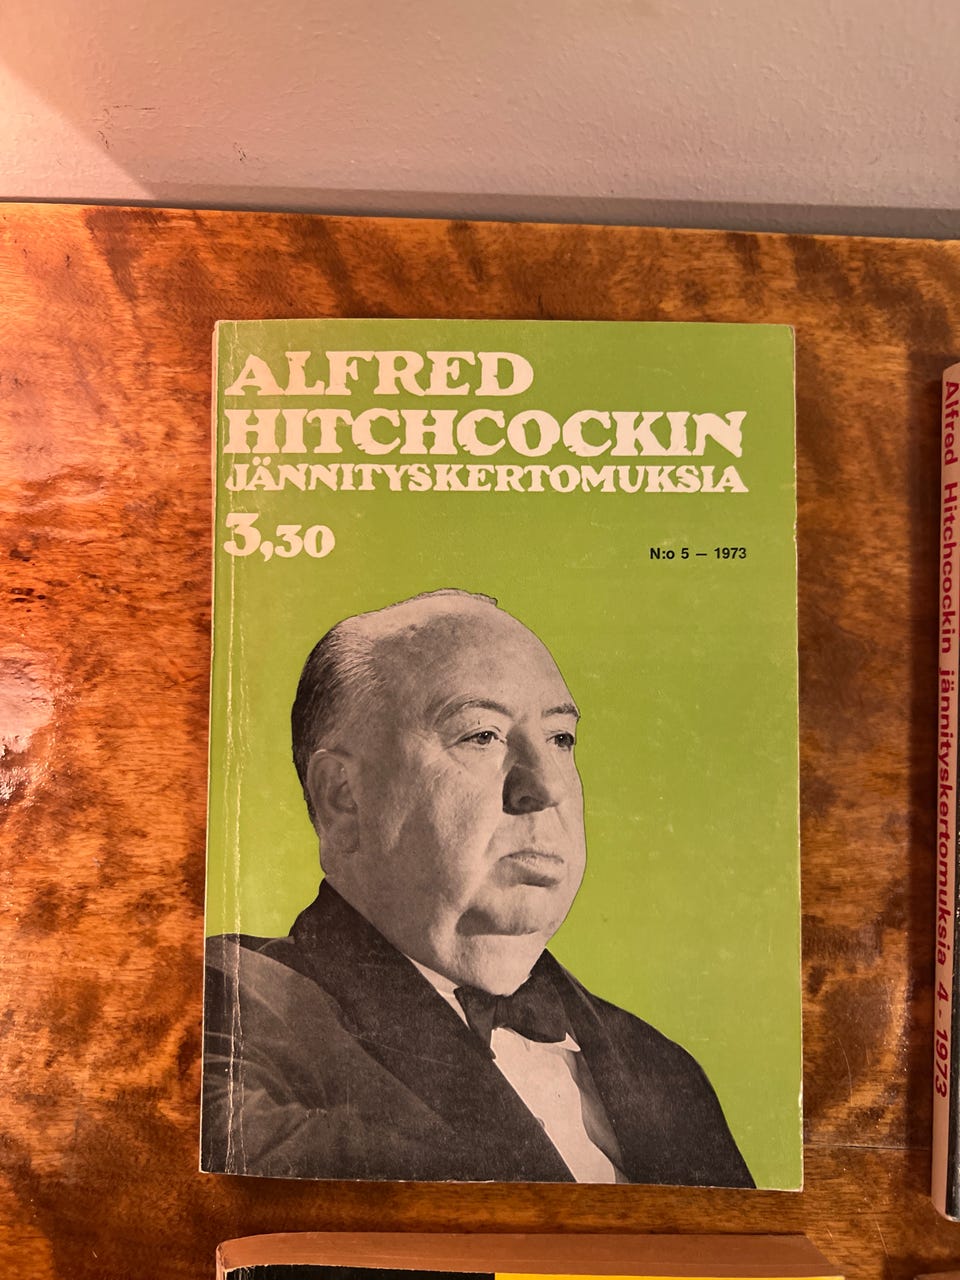 ALFRED
HITCHCOCKIN
JÄNNITYSKERTOMUKSIA
3,30
N:o 5 — 1973
Alfred Hitchcockin jännityskertomuksia 4 - 1973